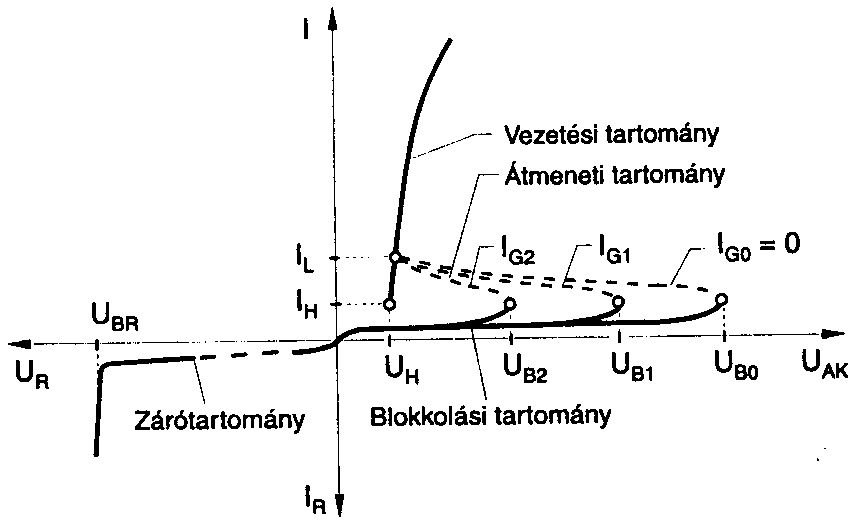 I
Vezetési tartomány
Átmeneti tartomány
I_L
I_G2
I_G1
I_G0 = 0
I_H
U_BR
U_R
U_H
U_B2
U_B1
U_B0
U_AK
Zárótartomány
Blokkolási tartomány
I_R